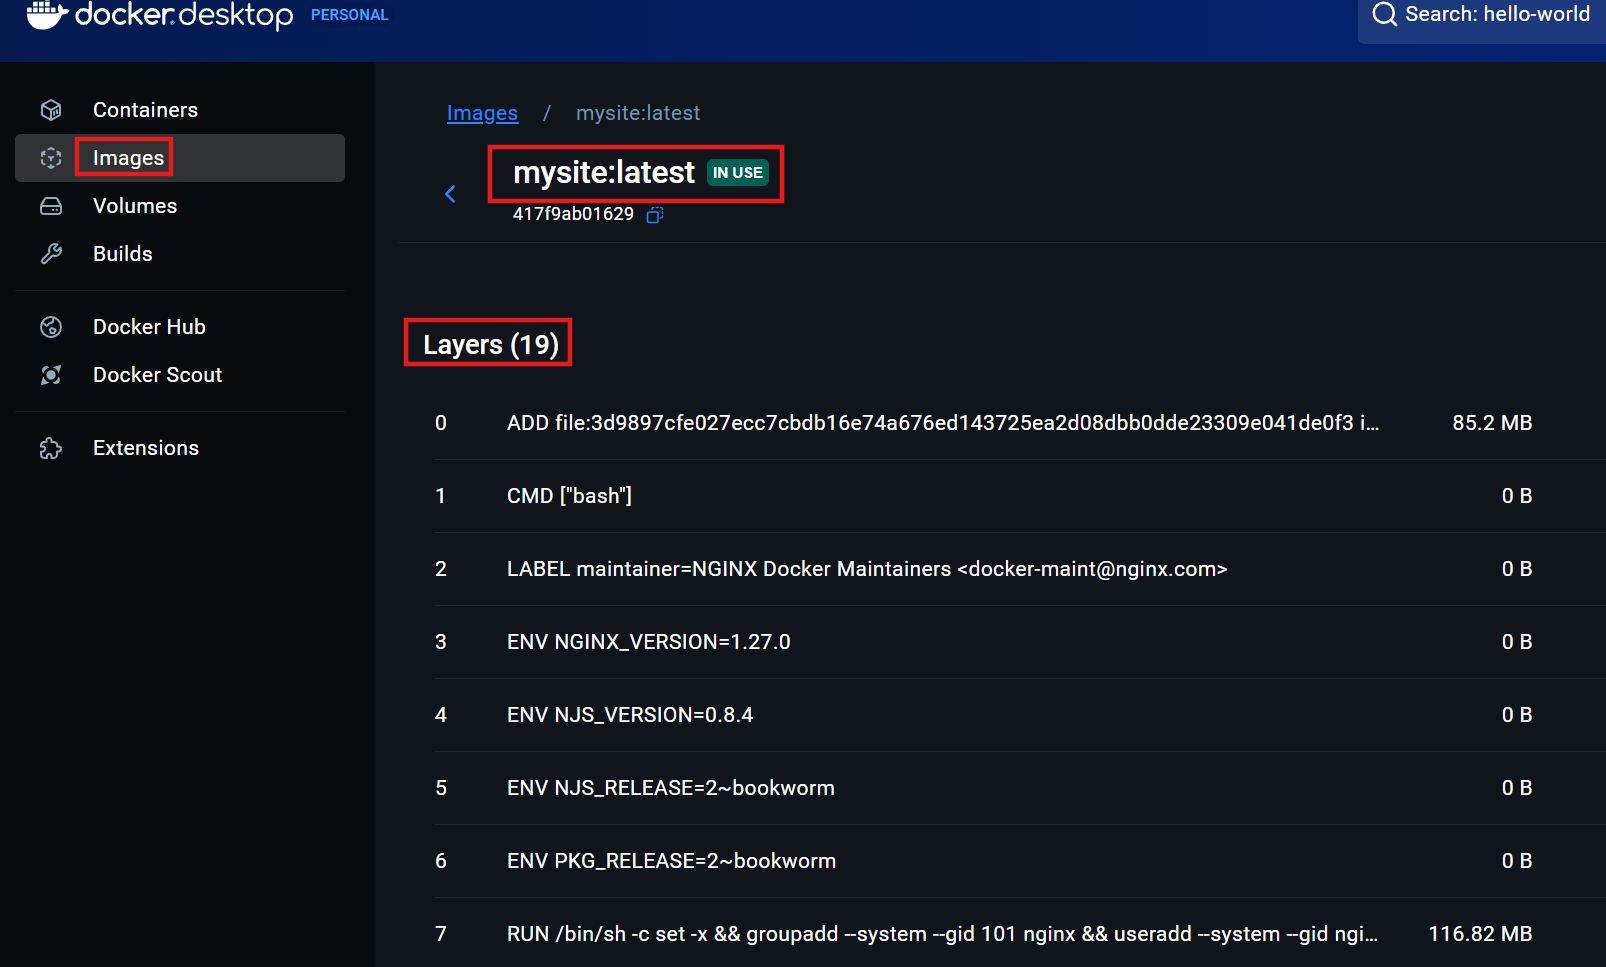 docker.desktop PERSONAL
Search: hello-world
Containers
Images
Volumes
Builds
Docker Hub
Docker Scout
Extensions
Images / mysite:latest
mysite:latest IN USE
417f9ab01629
Layers (19)
0 ADD file:3d9897cfe027ecc7cbdb16e74a676ed143725ea2d08dbb0dde23309e041de0f3 i... 85.2 MB
1 CMD ["bash"] 0 B
2 LABEL maintainer=NGINX Docker Maintainers <docker-maint@nginx.com> 0 B
3 ENV NGINX_VERSION=1.27.0 0 B
4 ENV NJS_VERSION=0.8.4 0 B
5 ENV NJS_RELEASE=2~bookworm 0 B
6 ENV PKG_RELEASE=2~bookworm 0 B
7 RUN /bin/sh -c set -x && groupadd --system --gid 101 nginx && useradd --system --gid ngi... 116.82 MB